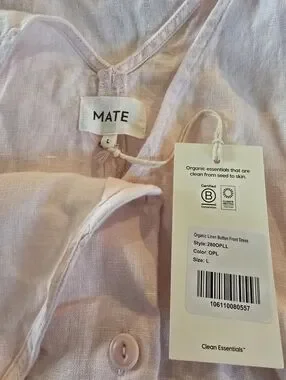 MATE
L
Organic essentials that are
clean from seed to skin.
Certified
B
Corporation
Organic Linen Button Front Dress
Style:280OPLL
Color: OPL
Size: L
106110080557
Clean Essentials™